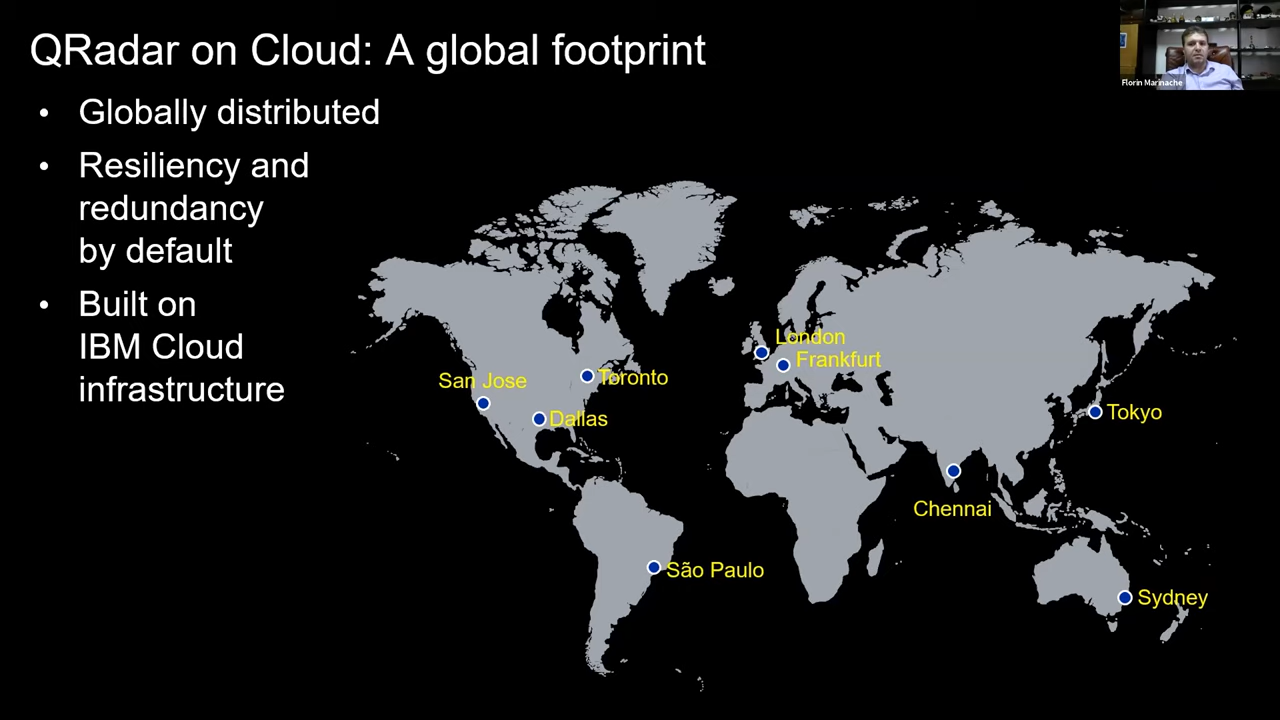 QRadar on Cloud: A global footprint
Florin Marinache
• Globally distributed
• Resiliency and
redundancy
by default
• Built on
IBM Cloud
infrastructure
London
Frankfurt
San Jose
Toronto
Dallas
Tokyo
Chennai
São Paulo
Sydney